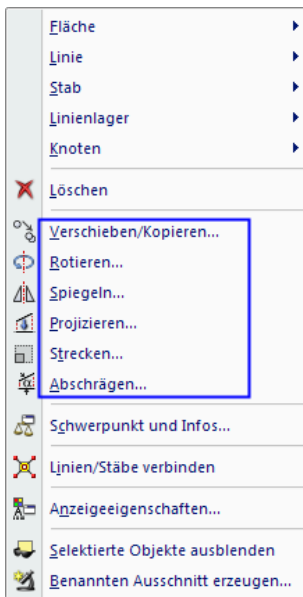 Fläche
Linie
Stab
Linienlager
Knoten
Löschen
Verschieben/Kopieren...
Rotieren...
Spiegeln...
Projizieren...
Strecken...
Abschrägen...
Schwerpunkt und Infos...
Linien/Stäbe verbinden
Anzeigeeigenschaften...
Selektierte Objekte ausblenden
Benannten Ausschnitt erzeugen...